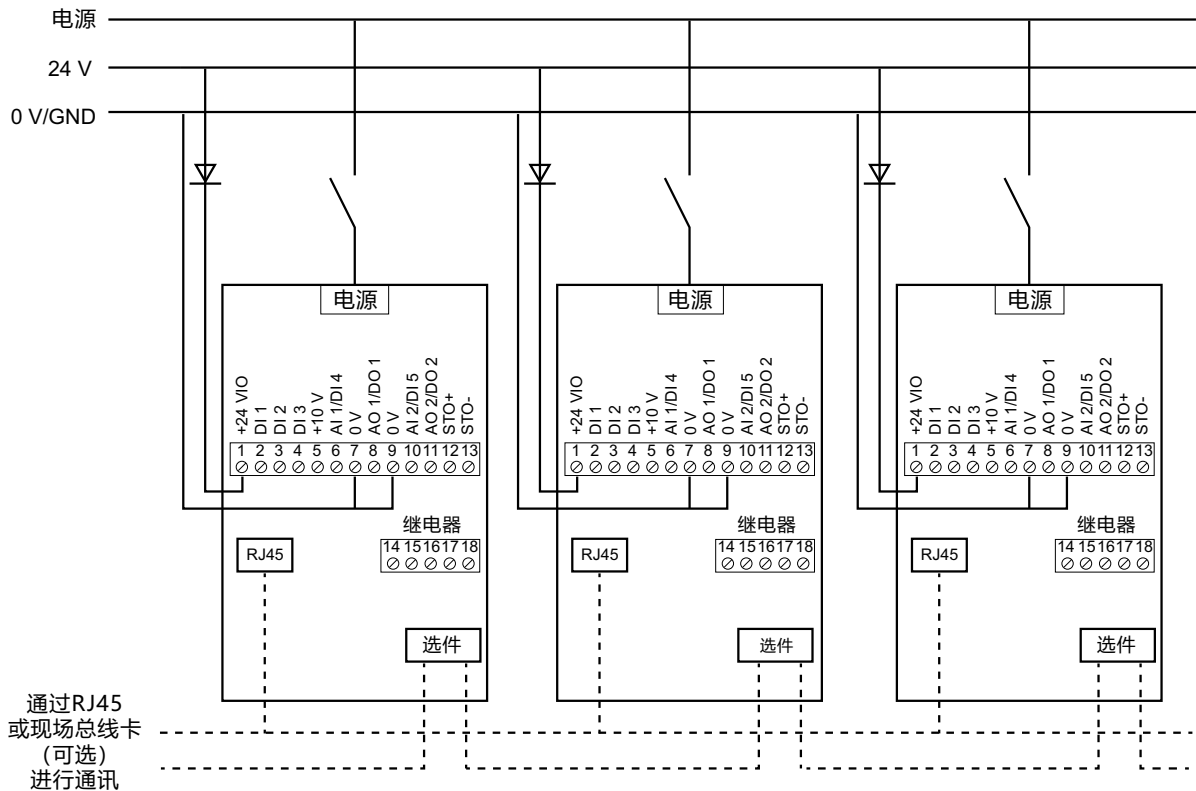 电源
24 V
0 V/GND
电源
电源
电源
+24 VIO
DI 1
DI 2
DI 3
+10 V
AI 1/DI 4
0 V
AO 1/DO 1
0 V
AI 2/DI 5
AO 2/DO 2
STO+
STO-
+24 VIO
DI 1
DI 2
DI 3
+10 V
AI 1/DI 4
0 V
AO 1/DO 1
0 V
AI 2/DI 5
AO 2/DO 2
STO+
STO-
+24 VIO
DI 1
DI 2
DI 3
+10 V
AI 1/DI 4
0 V
AO 1/DO 1
0 V
AI 2/DI 5
AO 2/DO 2
STO+
STO-
1 2 3 4 5 6 7 8 9 10 11 12 13
1 2 3 4 5 6 7 8 9 10 11 12 13
1 2 3 4 5 6 7 8 9 10 11 12 13
继电器
继电器
继电器
RJ45
14 15 16 17 18
RJ45
14 15 16 17 18
RJ45
14 15 16 17 18
选件
选件
选件
通过RJ45
或现场总线卡
(可选)
进行通讯